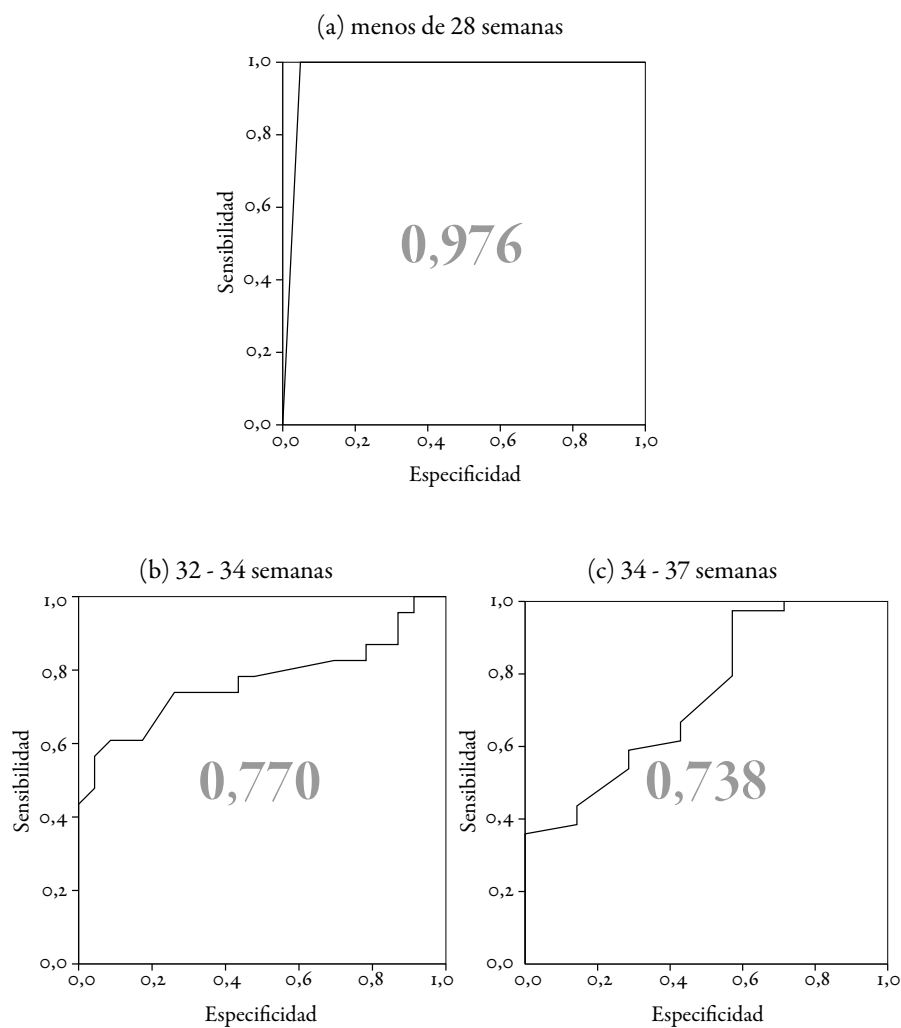 (a) menos de 28 semanas
1,0
0,8
0,6
0,4
0,2
0,0
Sensibilidad
0,976
0,0 0,2 0,4 0,6 0,8 1,0
Especificidad
(b) 32 - 34 semanas
1,0
0,8
0,6
0,4
0,2
0,0
Sensibilidad
0,770
0,0 0,2 0,4 0,6 0,8 1,0
Especificidad
(c) 34 - 37 semanas
1,0
0,8
0,6
0,4
0,2
0,0
Sensibilidad
0,738
0,0 0,2 0,4 0,6 0,8 1,0
Especificidad